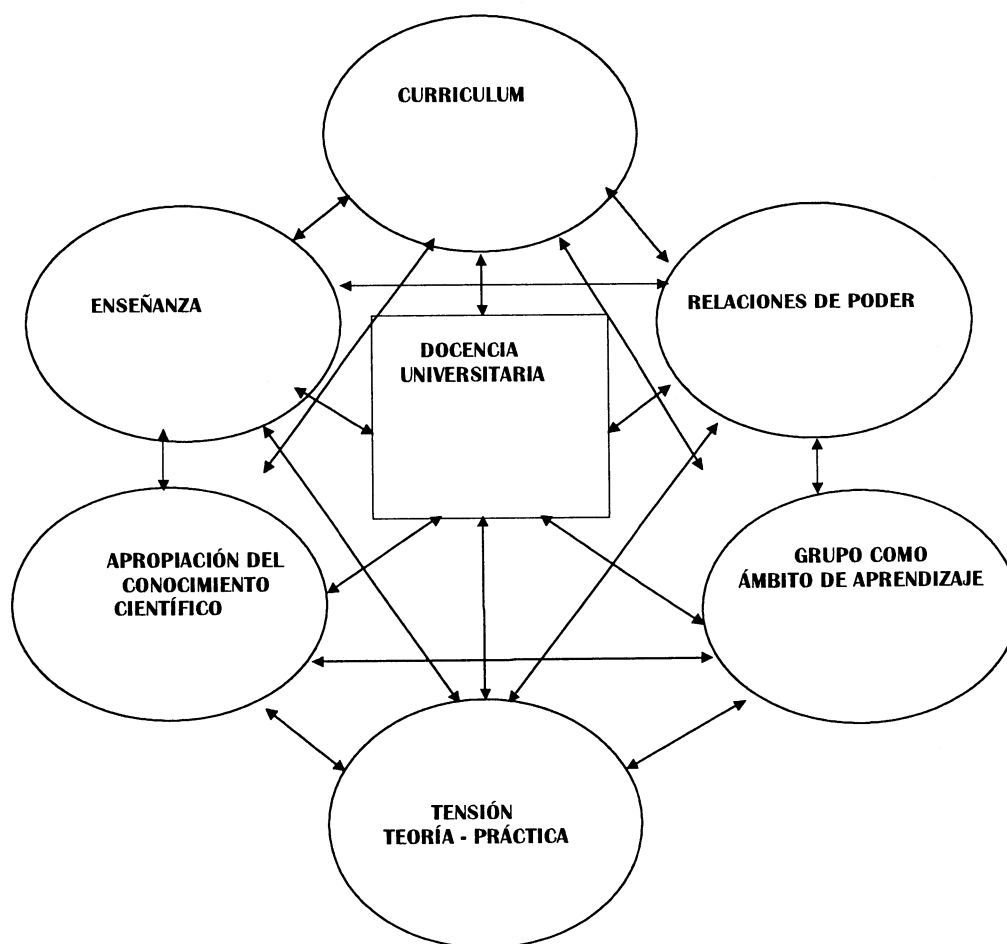 CURRICULUM
ENSEÑANZA
RELACIONES DE PODER
DOCENCIA
UNIVERSITARIA
APROPIACIÓN DEL
CONOCIMIENTO
CIENTÍFICO
GRUPO COMO
ÁMBITO DE APRENDIZAJE
TENSIÓN
TEORÍA - PRÁCTICA